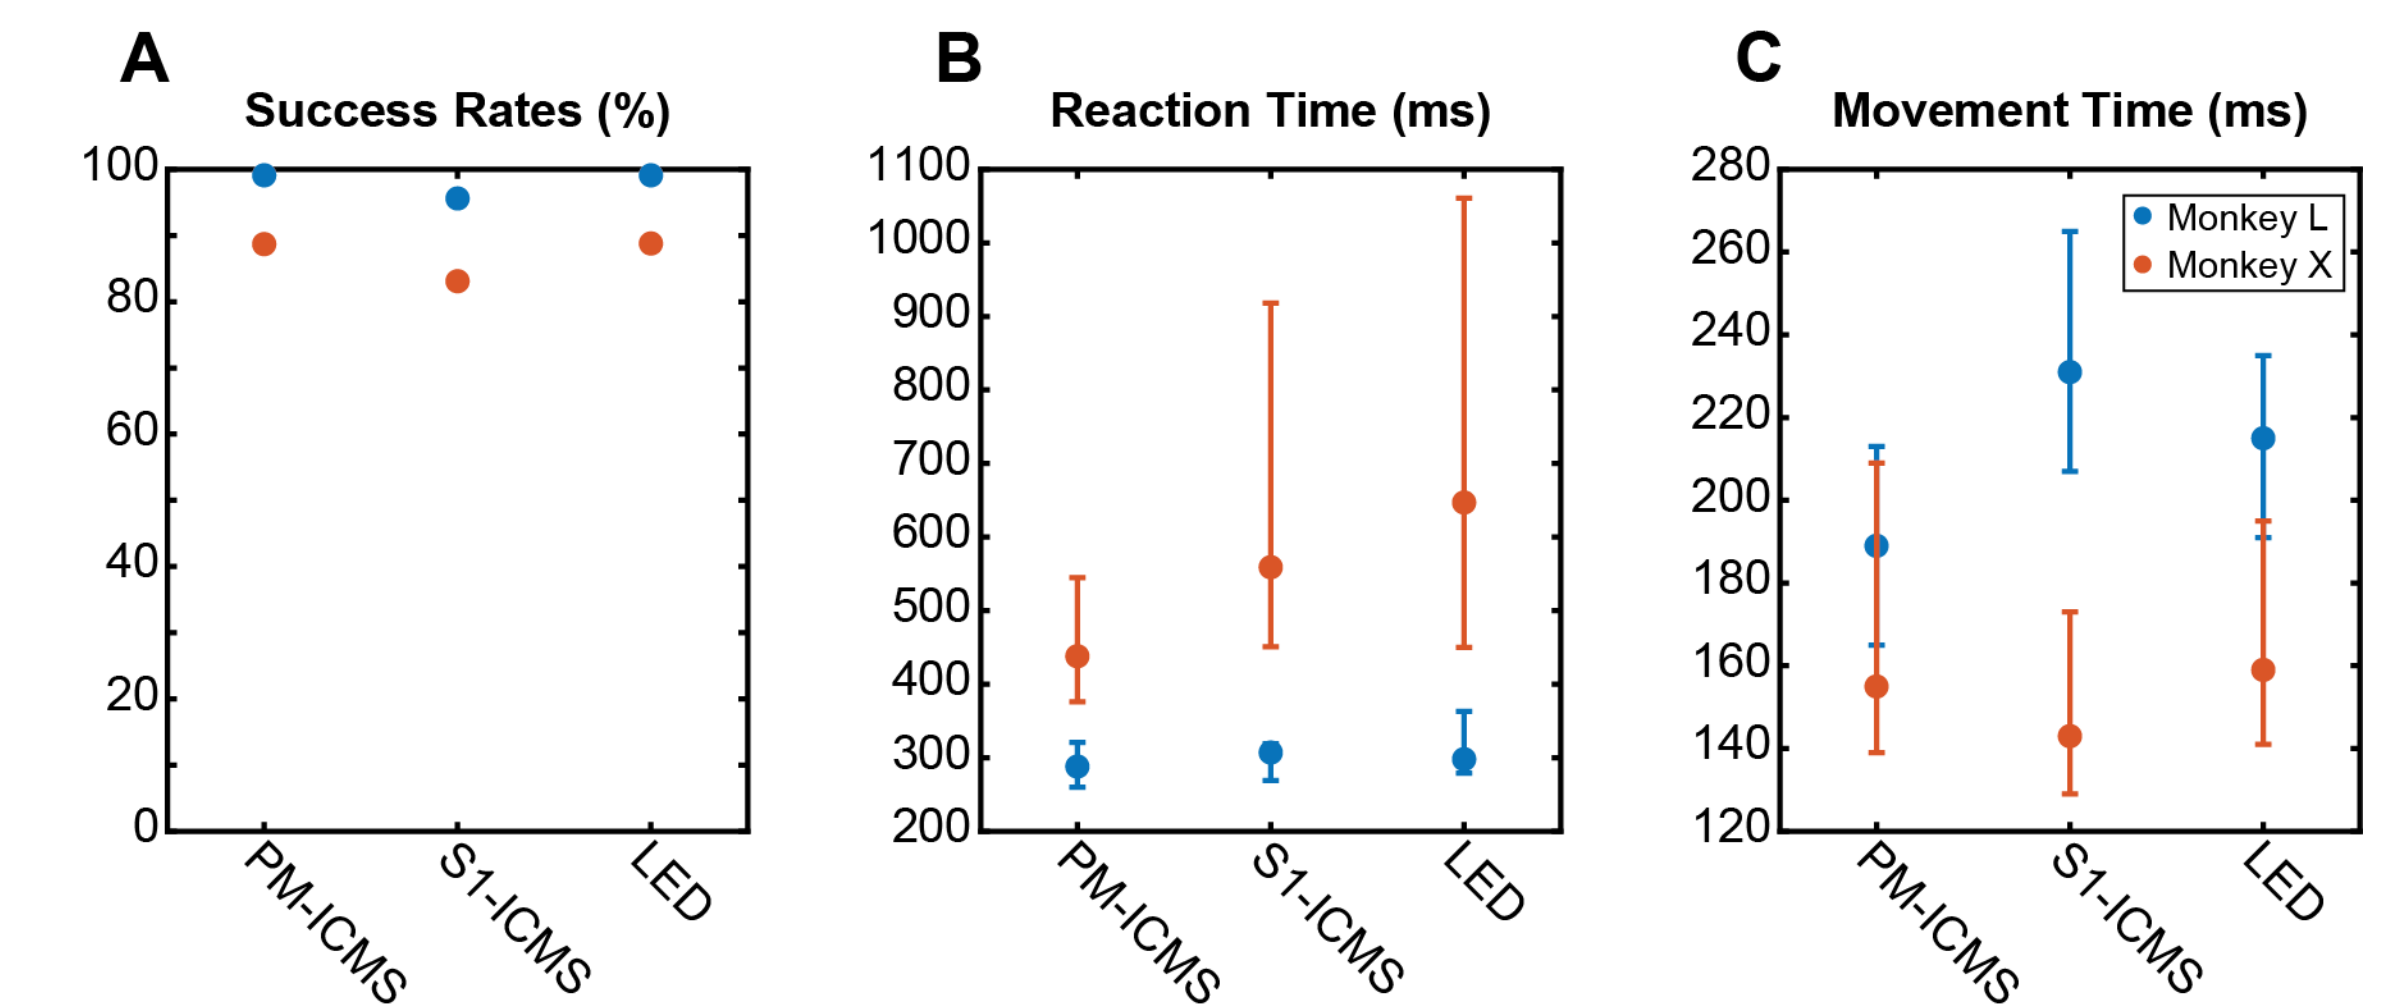 A
Success Rates (%)
100
80
60
40
20
0
PM-ICMS
S1-ICMS
LED
B
Reaction Time (ms)
1100
1000
900
800
700
600
500
400
300
200
PM-ICMS
S1-ICMS
LED
C
Movement Time (ms)
280
260
240
220
200
180
160
140
120
Monkey L
Monkey X
PM-ICMS
S1-ICMS
LED